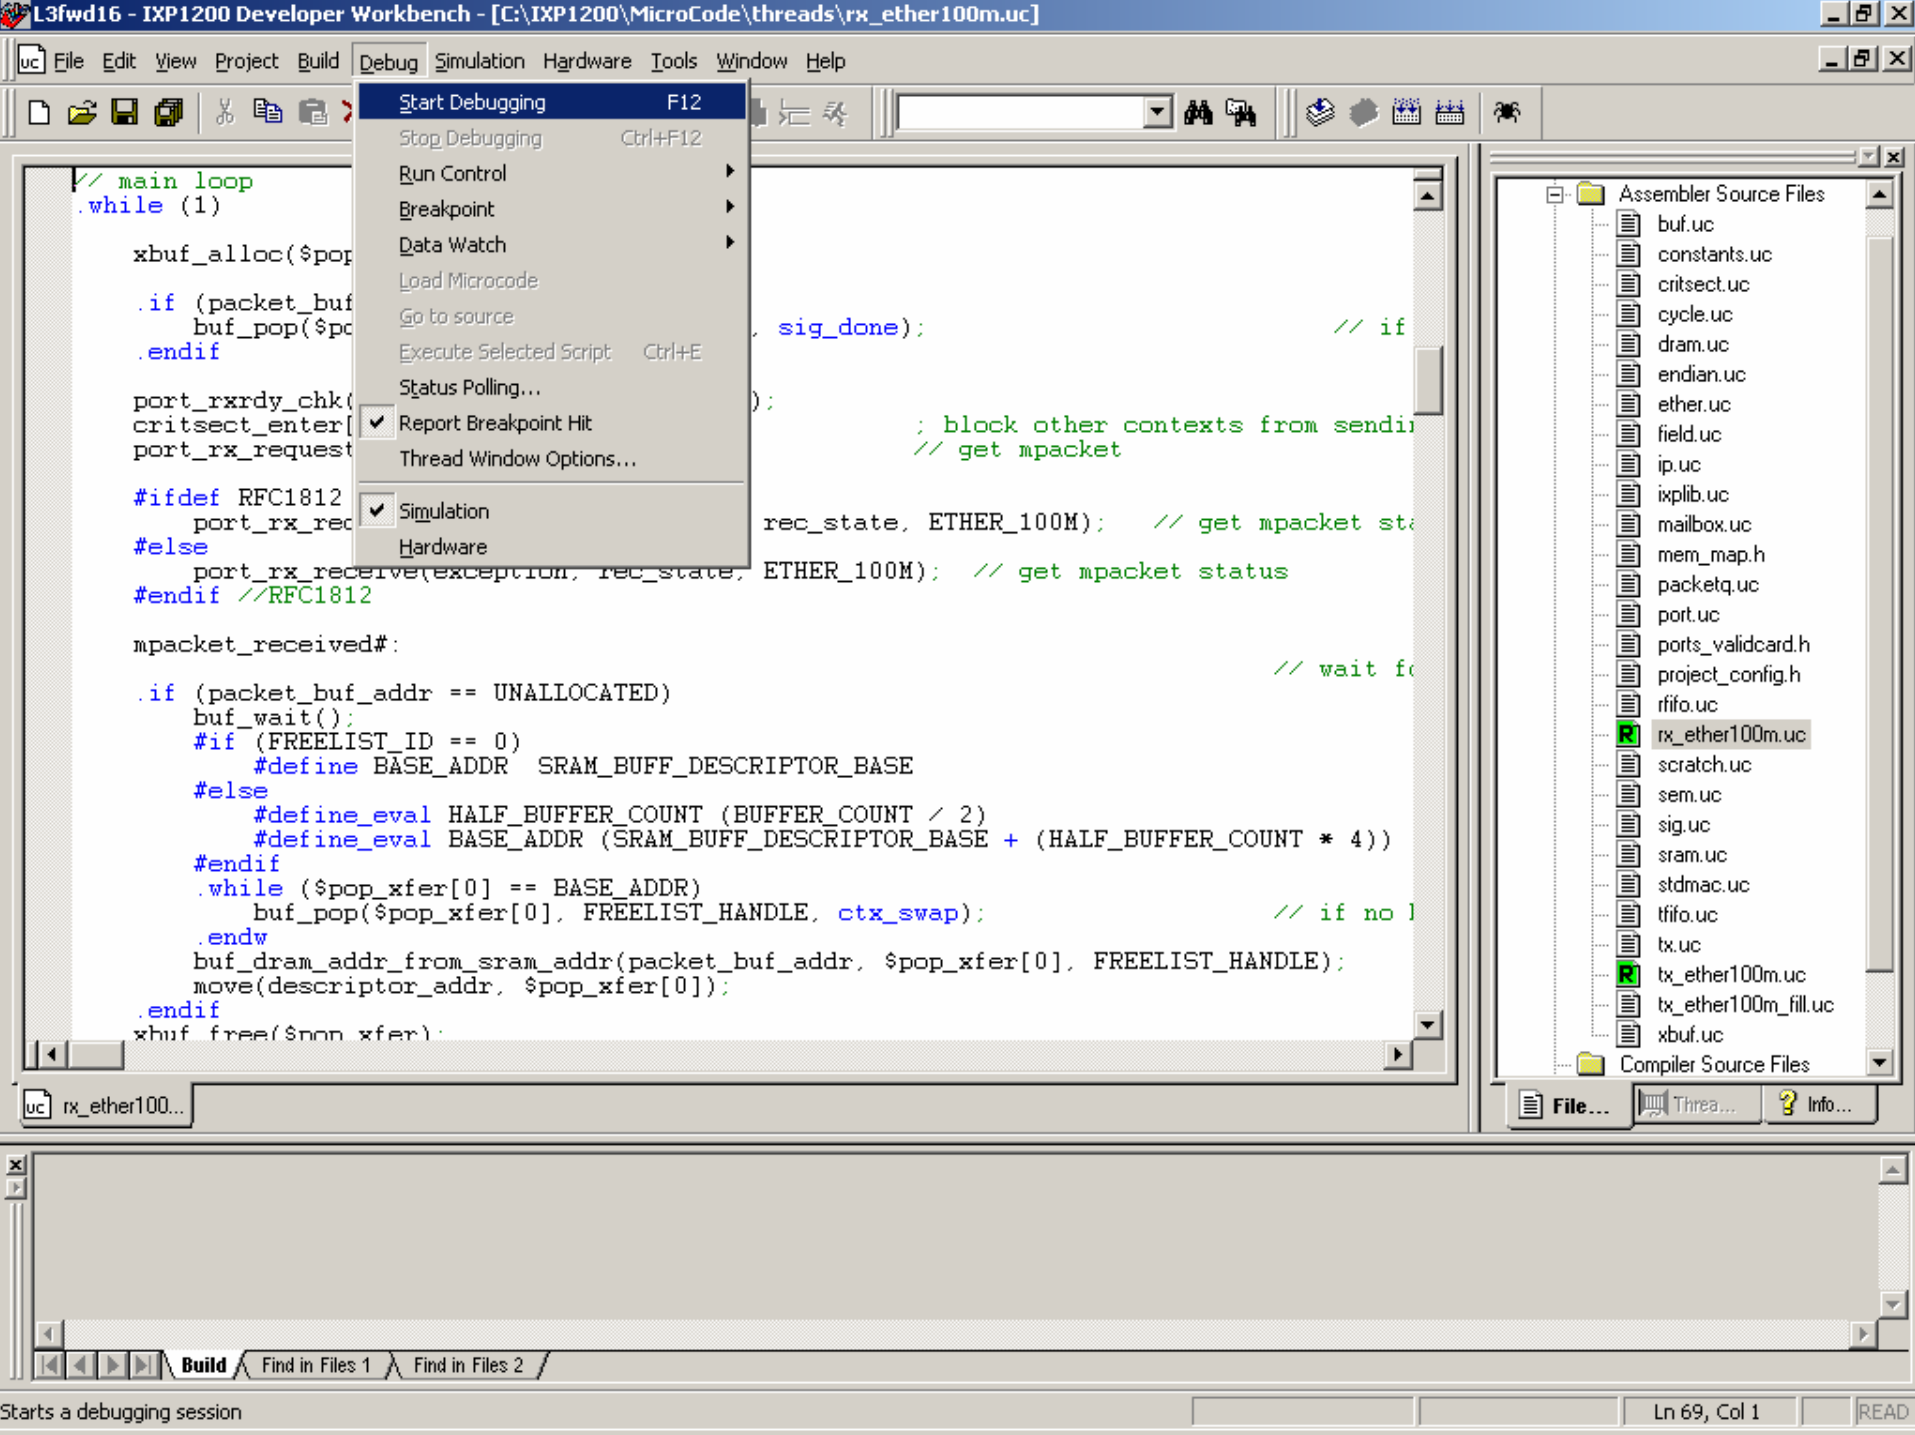 L3fwd16 - IXP1200 Developer Workbench - [C:\IXP1200\MicroCode\threads\rx_ether100m.uc]
uc File Edit View Project Build Debug Simulation Hardware Tools Window Help
Start Debugging F12
Stop Debugging Ctrl+F12
Run Control
Breakpoint
Data Watch
Load Microcode
Go to source
Execute Selected Script Ctrl+E
Status Polling...
Report Breakpoint Hit
Thread Window Options...
Simulation
Hardware
// main loop
.while (1)
xbuf_alloc($pop
.if (packet_buf
buf_pop($po , sig_done); // if
.endif
port_rxrdy_chk( );
critsect_enter[ ; block other contexts from sendi
port_rx_request // get mpacket
#ifdef RFC1812
port_rx_rec rec_state, ETHER_100M); // get mpacket sta
#else
port_rx_receive(exception, rec_state, ETHER_100M); // get mpacket status
#endif //RFC1812
mpacket_received#:
// wait fo
.if (packet_buf_addr == UNALLOCATED)
buf_wait();
#if (FREELIST_ID == 0)
#define BASE_ADDR SRAM_BUFF_DESCRIPTOR_BASE
#else
#define_eval HALF_BUFFER_COUNT (BUFFER_COUNT / 2)
#define_eval BASE_ADDR (SRAM_BUFF_DESCRIPTOR_BASE + (HALF_BUFFER_COUNT * 4))
#endif
.while ($pop_xfer[0] == BASE_ADDR)
buf_pop($pop_xfer[0], FREELIST_HANDLE, ctx_swap); // if no
.endw
buf_dram_addr_from_sram_addr(packet_buf_addr, $pop_xfer[0], FREELIST_HANDLE);
move(descriptor_addr, $pop_xfer[0]);
.endif
xbuf_free($pop_xfer);
uc rx_ether100...
Assembler Source Files
buf.uc
constants.uc
critsect.uc
cycle.uc
dram.uc
endian.uc
ether.uc
field.uc
ip.uc
ixplib.uc
mailbox.uc
mem_map.h
packetq.uc
port.uc
ports_validcard.h
project_config.h
rfifo.uc
R rx_ether100m.uc
scratch.uc
sem.uc
sig.uc
sram.uc
stdmac.uc
tfifo.uc
tx.uc
R tx_ether100m.uc
tx_ether100m_fill.uc
xbuf.uc
Compiler Source Files
File... Threa... Info...
Build Find in Files 1 Find in Files 2
Starts a debugging session Ln 69, Col 1 READ